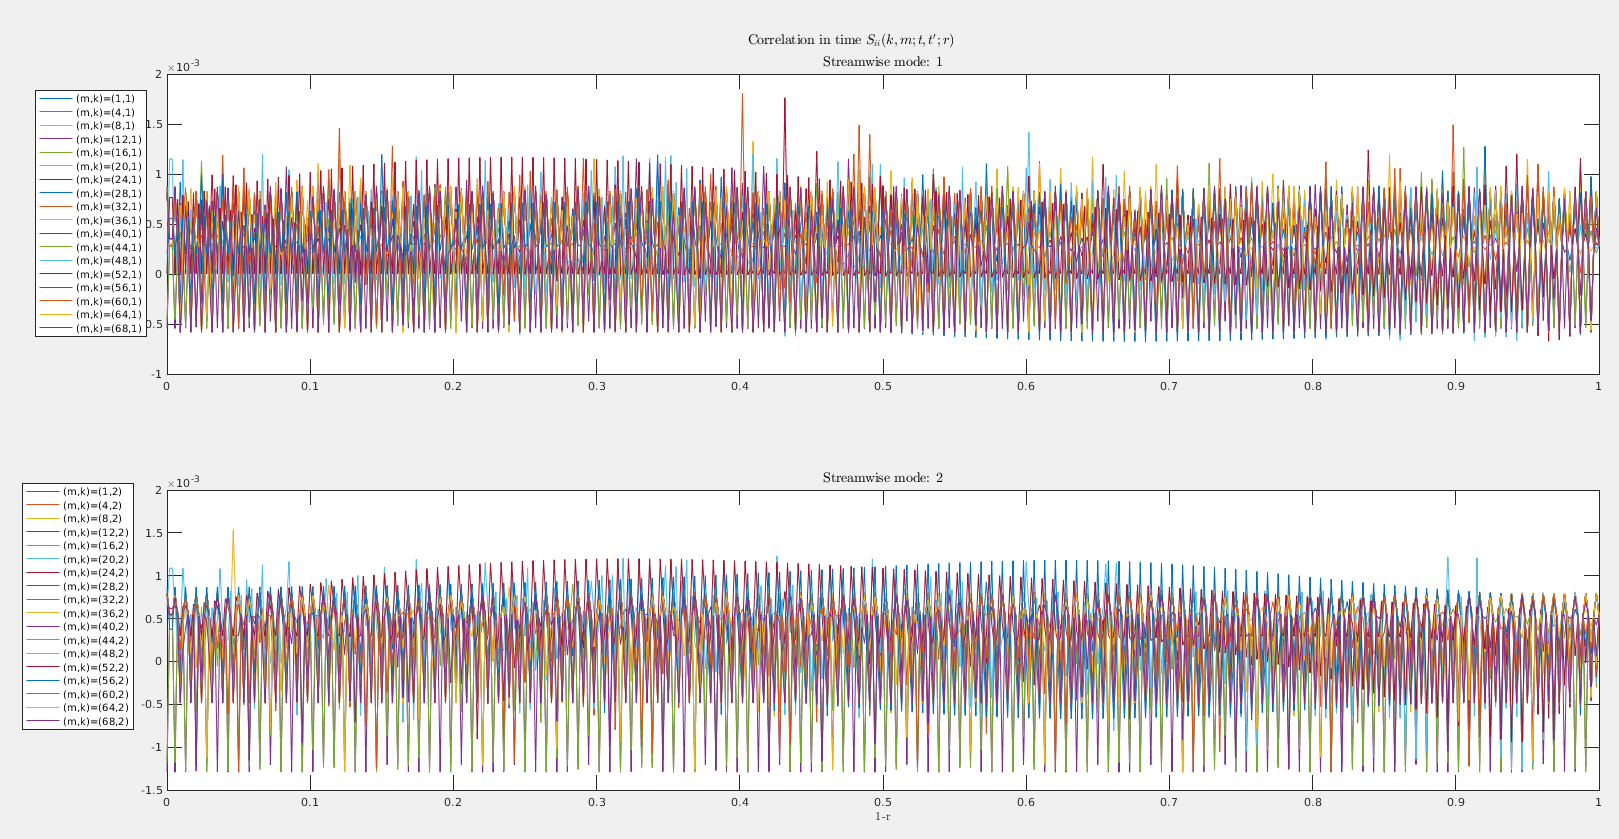 Correlation in time S_{ii}(k, m; t, t'; r)
Streamwise mode: 1
×10^{-3}
2
1.5
1
0.5
0
0.5
-1
0 0.1 0.2 0.3 0.4 0.5 0.6 0.7 0.8 0.9 1
(m,k)=(1,1)
(m,k)=(4,1)
(m,k)=(8,1)
(m,k)=(12,1)
(m,k)=(16,1)
(m,k)=(20,1)
(m,k)=(24,1)
(m,k)=(28,1)
(m,k)=(32,1)
(m,k)=(36,1)
(m,k)=(40,1)
(m,k)=(44,1)
(m,k)=(48,1)
(m,k)=(52,1)
(m,k)=(56,1)
(m,k)=(60,1)
(m,k)=(64,1)
(m,k)=(68,1)
Streamwise mode: 2
×10^{-3}
2
1.5
1
0.5
0
-0.5
-1
-1.5
0 0.1 0.2 0.3 0.4 0.5 0.6 0.7 0.8 0.9 1
1-r
(m,k)=(1,2)
(m,k)=(4,2)
(m,k)=(8,2)
(m,k)=(12,2)
(m,k)=(16,2)
(m,k)=(20,2)
(m,k)=(24,2)
(m,k)=(28,2)
(m,k)=(32,2)
(m,k)=(36,2)
(m,k)=(40,2)
(m,k)=(44,2)
(m,k)=(48,2)
(m,k)=(52,2)
(m,k)=(56,2)
(m,k)=(60,2)
(m,k)=(64,2)
(m,k)=(68,2)